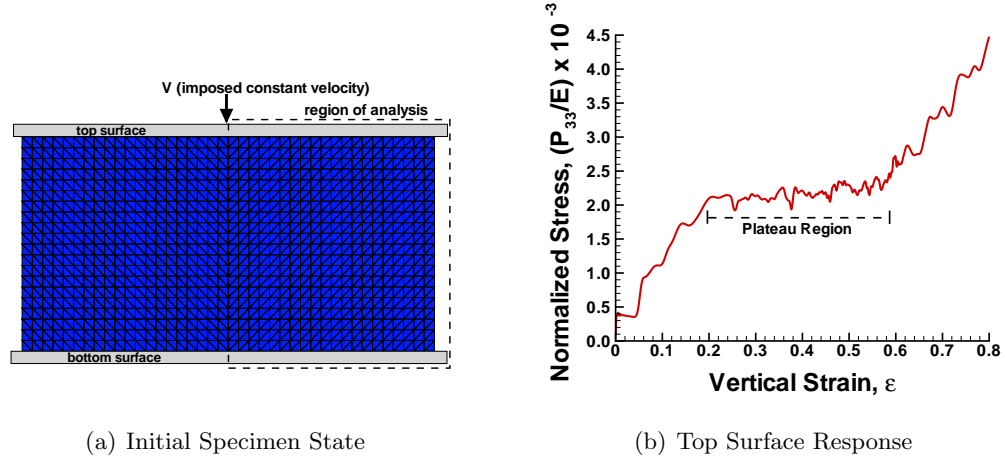 V (imposed constant velocity)
region of analysis
top surface
bottom surface
(a) Initial Specimen State
Normalized Stress, (P_33/E) x 10^-3
4.5
4.0
3.5
3.0
2.5
2.0
1.5
1.0
0.5
0.0
Plateau Region
0 0.1 0.2 0.3 0.4 0.5 0.6 0.7 0.8
Vertical Strain, ε
(b) Top Surface Response